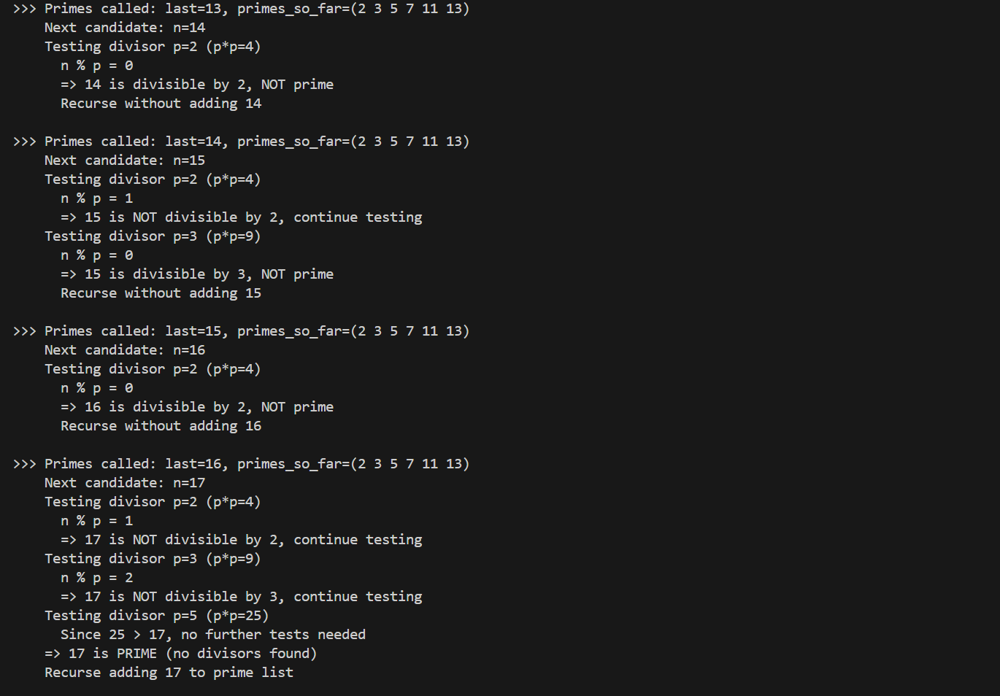 >>> Primes called: last=13, primes_so_far=(2 3 5 7 11 13)
    Next candidate: n=14
    Testing divisor p=2 (p*p=4)
      n % p = 0
      => 14 is divisible by 2, NOT prime
      Recurse without adding 14

>>> Primes called: last=14, primes_so_far=(2 3 5 7 11 13)
    Next candidate: n=15
    Testing divisor p=2 (p*p=4)
      n % p = 1
      => 15 is NOT divisible by 2, continue testing
    Testing divisor p=3 (p*p=9)
      n % p = 0
      => 15 is divisible by 3, NOT prime
      Recurse without adding 15

>>> Primes called: last=15, primes_so_far=(2 3 5 7 11 13)
    Next candidate: n=16
    Testing divisor p=2 (p*p=4)
      n % p = 0
      => 16 is divisible by 2, NOT prime
      Recurse without adding 16

>>> Primes called: last=16, primes_so_far=(2 3 5 7 11 13)
    Next candidate: n=17
    Testing divisor p=2 (p*p=4)
      n % p = 1
      => 17 is NOT divisible by 2, continue testing
    Testing divisor p=3 (p*p=9)
      n % p = 2
      => 17 is NOT divisible by 3, continue testing
    Testing divisor p=5 (p*p=25)
      Since 25 > 17, no further tests needed
    => 17 is PRIME (no divisors found)
    Recurse adding 17 to prime list